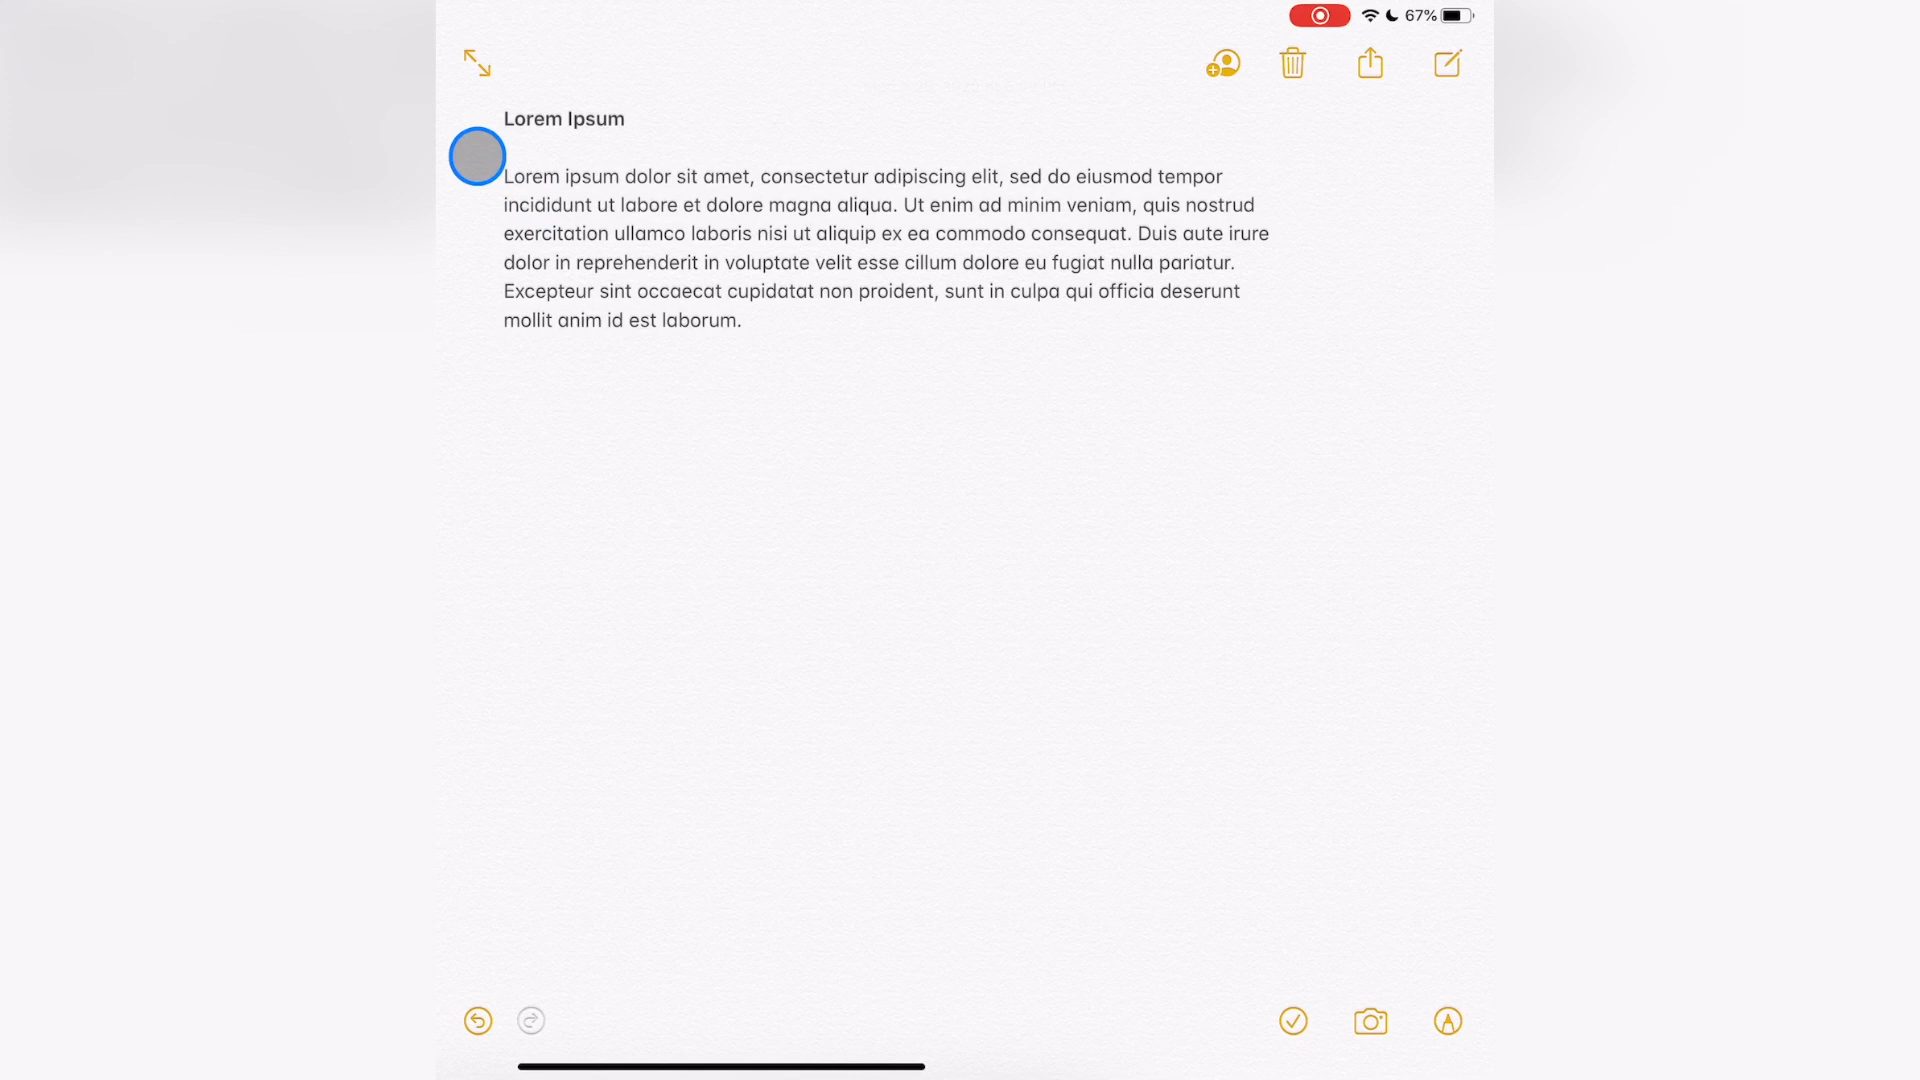 67%
Lorem Ipsum
Lorem ipsum dolor sit amet, consectetur adipiscing elit, sed do eiusmod tempor
incididunt ut labore et dolore magna aliqua. Ut enim ad minim veniam, quis nostrud
exercitation ullamco laboris nisi ut aliquip ex ea commodo consequat. Duis aute irure
dolor in reprehenderit in voluptate velit esse cillum dolore eu fugiat nulla pariatur.
Excepteur sint occaecat cupidatat non proident, sunt in culpa qui officia deserunt
mollit anim id est laborum.